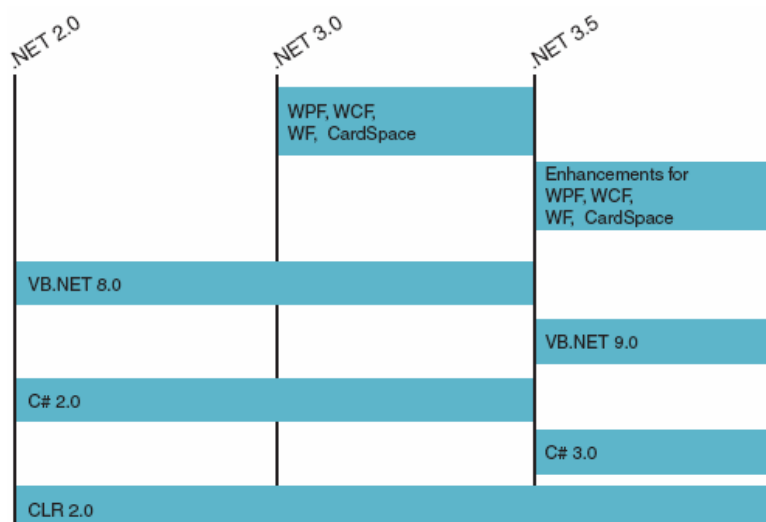 .NET 2.0
.NET 3.0
.NET 3.5
WPF, WCF,
WF, CardSpace
Enhancements for
WPF, WCF,
WF, CardSpace
VB.NET 8.0
VB.NET 9.0
C# 2.0
C# 3.0
CLR 2.0